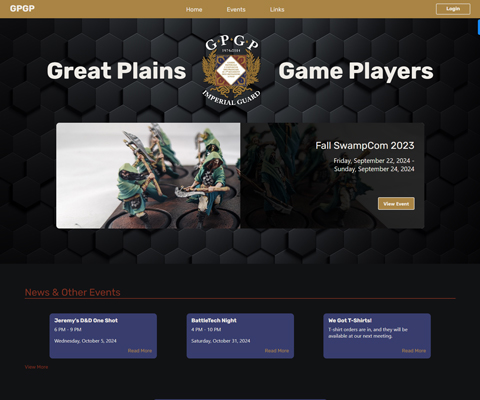 GPGP
Home
Events
Links
Login
Great Plains
G·P·G·P
IMPERIAL GUARD
Game Players
Fall SwampCom 2023
Friday, September 22, 2024 -
Sunday, September 24, 2024
View Event
News & Other Events
Jeremy's D&D One Shot
6 PM - 9 PM
Wednesday, October 5, 2024
Read More
BattleTech Night
4 PM - 10 PM
Saturday, October 31, 2024
Read More
We Got T-Shirts!
T-shirt orders are in, and they will be
available at our next meeting.
Read More
View More